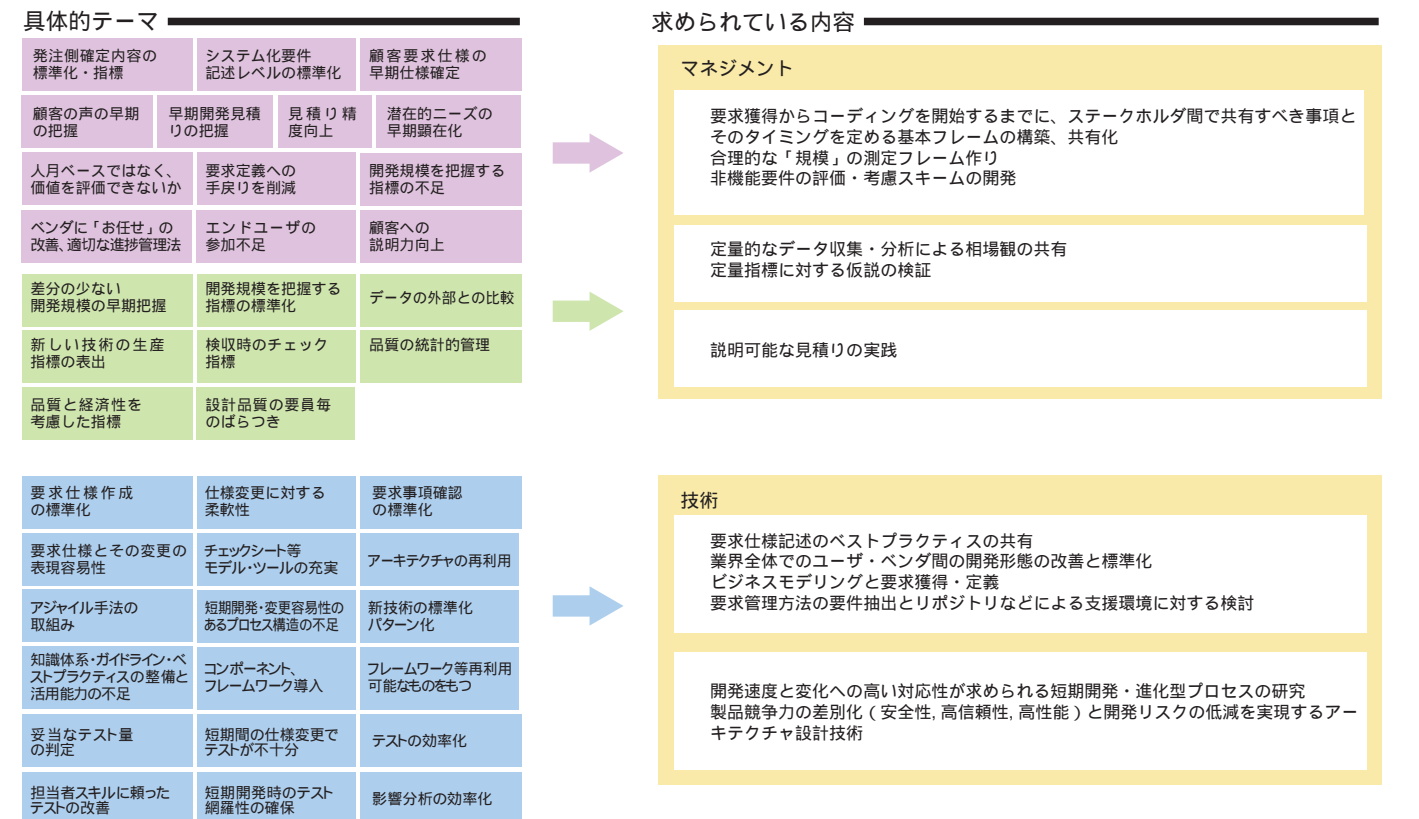 具体的テーマ
発注側確定内容の
標準化・指標
システム化要件
記述レベルの標準化
顧客要求仕様の
早期仕様確定
顧客の声の早期
の把握
早期開発見積
りの把握
見積り精
度向上
潜在的ニーズの
早期顕在化
人月ベースではなく、
価値を評価できないか
要求定義への
手戻りを削減
開発規模を把握する
指標の不足
ベンダに「お任せ」の
改善、適切な進捗管理法
エンドユーザの
参加不足
顧客への
説明力向上
差分の少ない
開発規模の早期把握
開発規模を把握する
指標の標準化
データの外部との比較
新しい技術の生産
指標の表出
検収時のチェック
指標
品質の統計的管理
品質と経済性を
考慮した指標
設計品質の要員毎
のばらつき
要求仕様作成
の標準化
仕様変更に対する
柔軟性
要求事項確認
の標準化
要求仕様とその変更の
表現容易性
チェックシート等
モデル・ツールの充実
アーキテクチャの再利用
アジャイル手法の
取組み
短期開発・変更容易性の
あるプロセス構造の不足
新技術の標準化
パターン化
知識体系・ガイドライン・ベ
ストプラクティスの整備と
活用能力の不足
コンポーネント、
フレームワーク導入
フレームワーク等再利用
可能なものをもつ
妥当なテスト量
の判定
短期間の仕様変更で
テストが不十分
テストの効率化
担当者スキルに頼った
テストの改善
短期開発時のテスト
網羅性の確保
影響分析の効率化
求められている内容
マネジメント
要求獲得からコーディングを開始するまでに、ステークホルダ間で共有すべき事項と
そのタイミングを定める基本フレームの構築、共有化
合理的な「規模」の測定フレーム作り
非機能要件の評価・考慮スキームの開発
定量的なデータ収集・分析による相場観の共有
定量指標に対する仮説の検証
説明可能な見積りの実践
技術
要求仕様記述のベストプラクティスの共有
業界全体でのユーザ・ベンダ間の開発形態の改善と標準化
ビジネスモデリングと要求獲得・定義
要求管理方法の要件抽出とリポジトリなどによる支援環境に対する検討
開発速度と変化への高い対応性が求められる短期開発・進化型プロセスの研究
製品競争力の差別化（安全性,高信頼性,高性能）と開発リスクの低減を実現するアー
キテクチャ設計技術